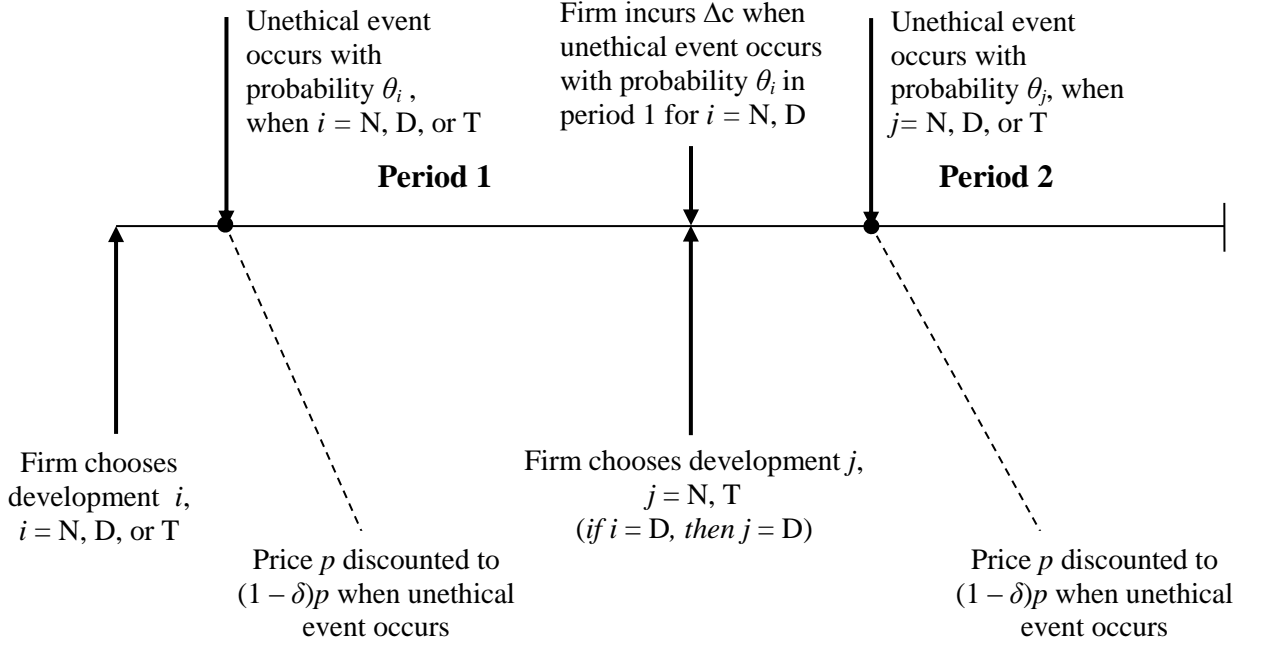 Unethical event
occurs with
probability θi ,
when i = N, D, or T
Firm incurs Δc when
unethical event occurs
with probability θi in
period 1 for i = N, D
Unethical event
occurs with
probability θj, when
j= N, D, or T
Period 1
Period 2
Firm chooses
development i,
i = N, D, or T
Firm chooses development j,
j = N, T
(if i = D, then j = D)
Price p discounted to
(1 – δ)p when unethical
event occurs
Price p discounted to
(1 – δ)p when unethical
event occurs